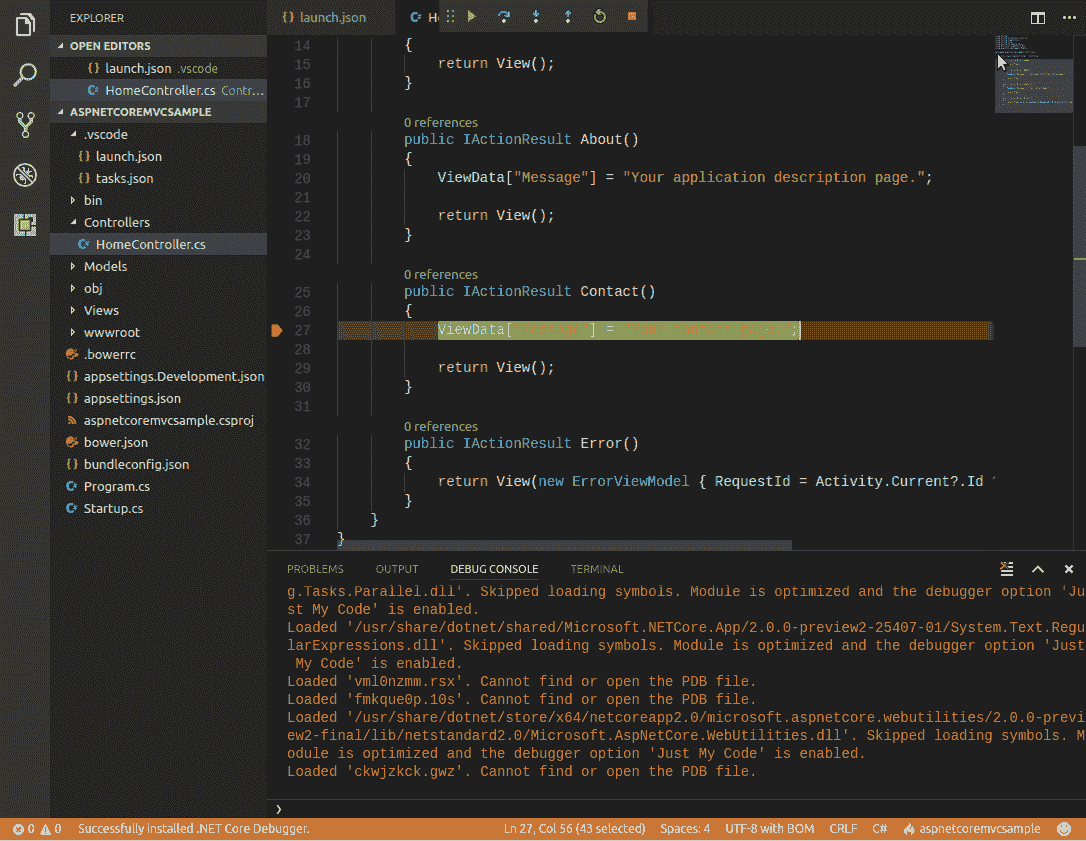 EXPLORER
OPEN EDITORS
{} launch.json .vscode
C# HomeController.cs Contr...
ASPNETCOREMVCSAMPLE
.vscode
{} launch.json
{} tasks.json
bin
Controllers
C# HomeController.cs
Models
obj
Views
wwwroot
.bowerrc
{} appsettings.Development.json
{} appsettings.json
aspnetcoremvcsample.csproj
bower.json
{} bundleconfig.json
C# Program.cs
C# Startup.cs
{} launch.json
C# H
14 {
15 return View();
16 }
17
0 references
18 public IActionResult About()
19 {
20 ViewData["Message"] = "Your application description page.";
21
22 return View();
23 }
24
0 references
25 public IActionResult Contact()
26 {
27 ViewData["Message"] = "Your contact page.";
28
29 return View();
30 }
31
0 references
32 public IActionResult Error()
33 {
34 return View(new ErrorViewModel { RequestId = Activity.Current?.Id
35 }
36 }
37 }
PROBLEMS OUTPUT DEBUG CONSOLE TERMINAL
g.Tasks.Parallel.dll'. Skipped loading symbols. Module is optimized and the debugger option 'Ju
st My Code' is enabled.
Loaded '/usr/share/dotnet/shared/Microsoft.NETCore.App/2.0.0-preview2-25407-01/System.Text.Regu
larExpressions.dll'. Skipped loading symbols. Module is optimized and the debugger option 'Just
My Code' is enabled.
Loaded 'vml0nzmm.rsx'. Cannot find or open the PDB file.
Loaded 'fmkque0p.10s'. Cannot find or open the PDB file.
Loaded '/usr/share/dotnet/store/x64/netcoreapp2.0/microsoft.aspnetcore.webutilities/2.0.0-previ
ew2-final/lib/netstandard2.0/Microsoft.AspNetCore.WebUtilities.dll'. Skipped loading symbols. M
odule is optimized and the debugger option 'Just My Code' is enabled.
Loaded 'ckwjzkck.gwz'. Cannot find or open the PDB file.
0 0 Successfully installed .NET Core Debugger. Ln 27, Col 56 (43 selected) Spaces: 4 UTF-8 with BOM CRLF C# aspnetcoremvcsample